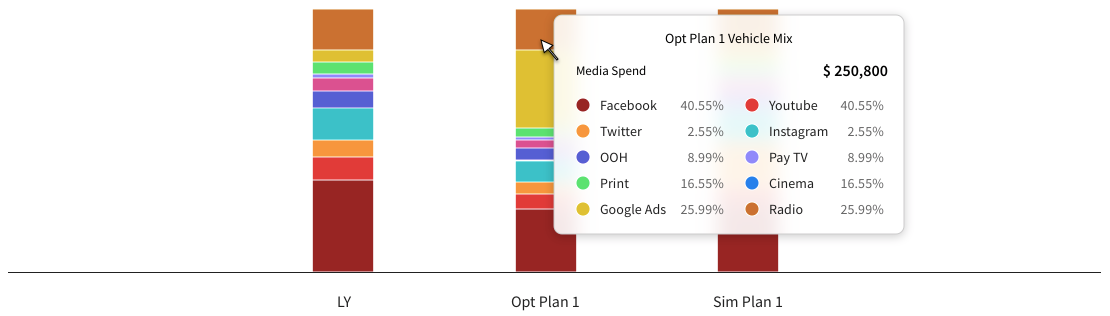 Opt Plan 1 Vehicle Mix
Media Spend $ 250,800
Facebook 40.55% Youtube 40.55%
Twitter 2.55% Instagram 2.55%
OOH 8.99% Pay TV 8.99%
Print 16.55% Cinema 16.55%
Google Ads 25.99% Radio 25.99%
LY Opt Plan 1 Sim Plan 1